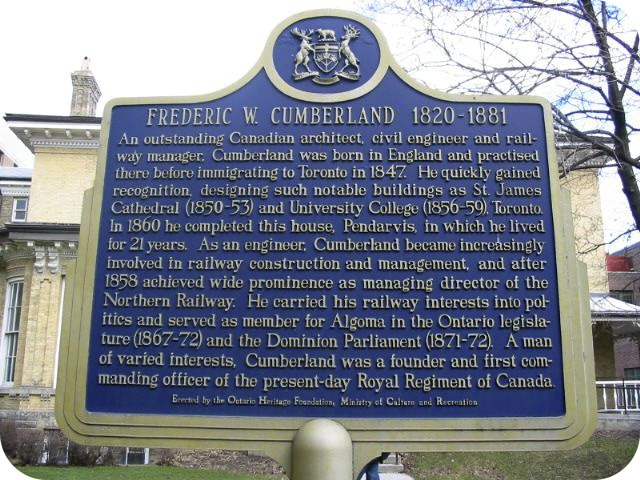 FREDERIC W. CUMBERLAND 1820-1881
An outstanding Canadian architect, civil engineer and rail-
way manager, Cumberland was born in England and practised
there before immigrating to Toronto in 1847. He quickly gained
recognition, designing such notable buildings as St. James
Cathedral (1850-53) and University College (1856-59), Toronto.
In 1860 he completed this house, Pendarvis, in which he lived
for 21 years. As an engineer, Cumberland became increasingly
involved in railway construction and management, and after
1858 achieved wide prominence as managing director of the
Northern Railway. He carried his railway interests into pol-
itics and served as member for Algoma in the Ontario legisla-
ture (1867-72) and the Dominion Parliament (1871-72). A man
of varied interests, Cumberland was a founder and first com-
manding officer of the present-day Royal Regiment of Canada.
Erected by the Ontario Heritage Foundation, Ministry of Culture and Recreation